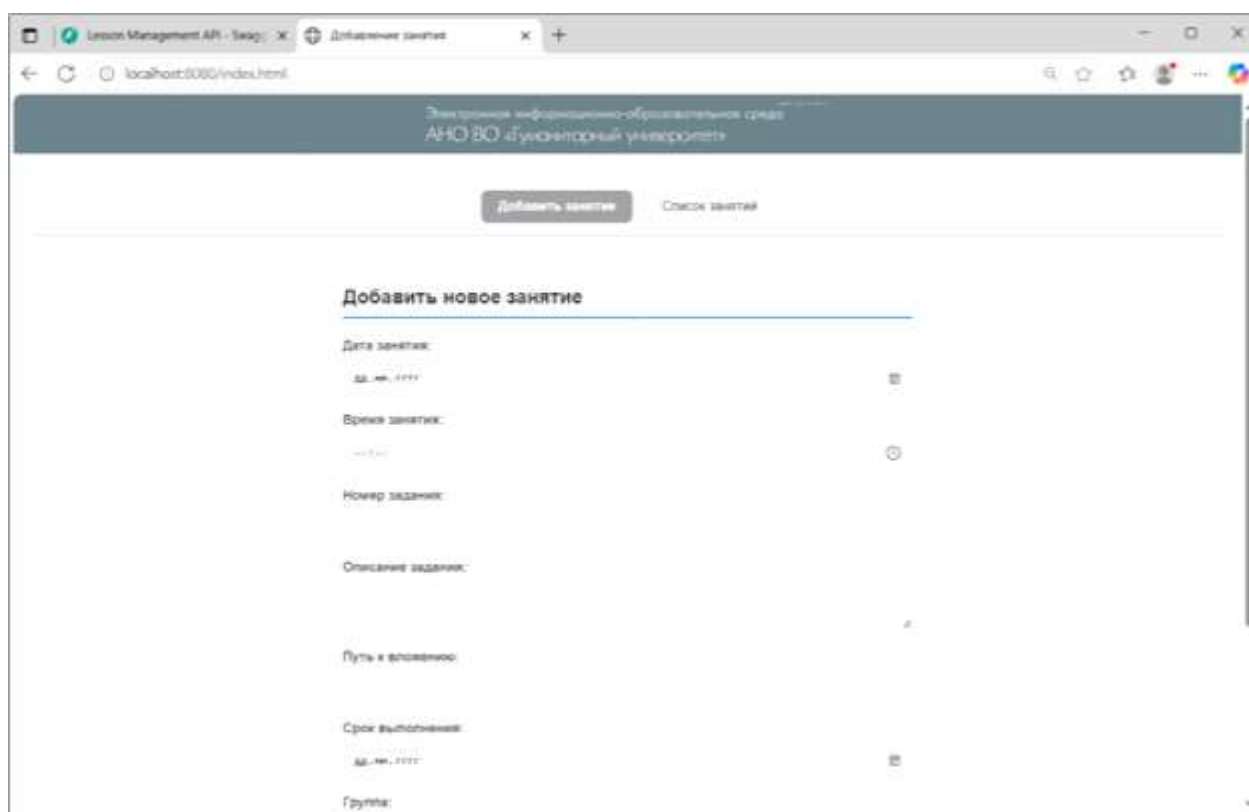 Lesson Management API - Swag
Добавление занятия
localhost:8080/index.html
Электронная информационно-образовательная среда
АНО ВО «Гуманитарный университет»
Добавить занятие
Список занятий
Добавить новое занятие
Дата занятия:
дд.мм.гггг
Время занятия:
--:--
Номер задания:
Описание задания:
Путь к вложению:
Срок выполнения:
дд.мм.гггг
Группа: